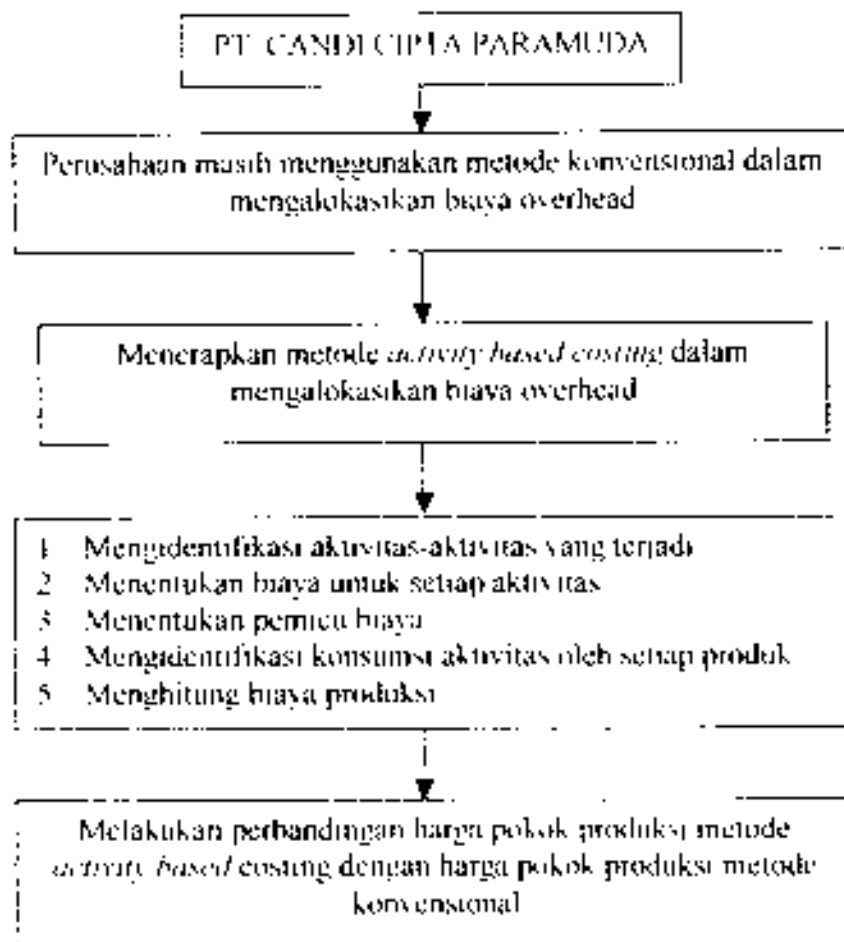 PT. CANDI CIPTA PARAMUDA
Perusahaan masih menggunakan metode konvensional dalam
mengalokasikan biaya overhead
Menerapkan metode activity based costing dalam
mengalokasikan biaya overhead
1 Mengidentifikasi aktivitas-aktivitas yang terjadi
2 Menentukan biaya untuk setiap aktivitas
3 Menentukan pemicu biaya
4 Mengidentifikasi konsumsi aktivitas oleh setiap produk
5 Menghitung biaya produksi
Melakukan perbandingan harga pokok produksi metode
activity based costing dengan harga pokok produksi metode
konvensional